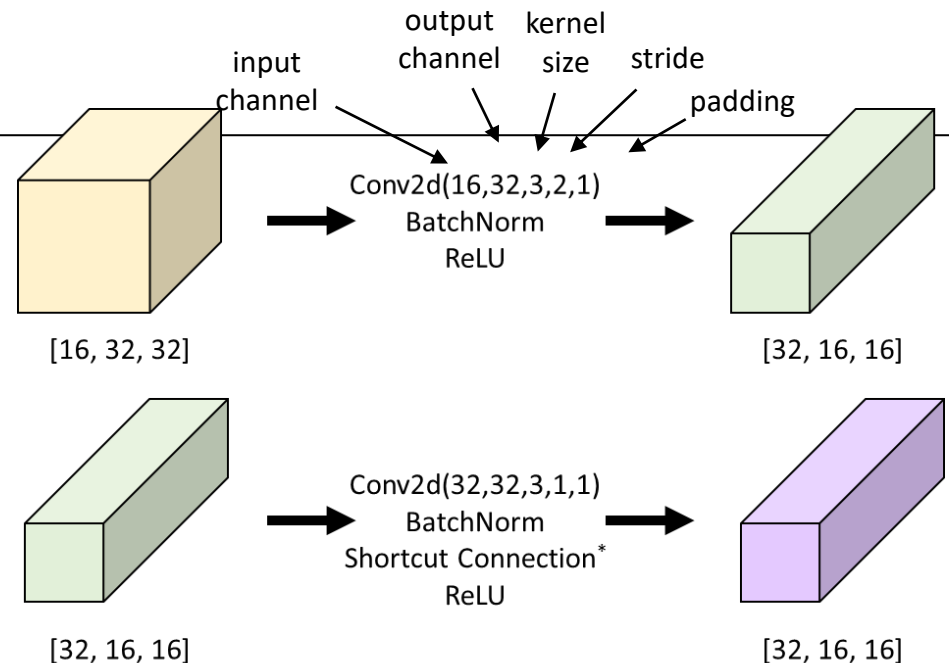 output
channel
kernel
size
input
channel
stride
padding
Conv2d(16,32,3,2,1)
BatchNorm
ReLU
[16, 32, 32]
[32, 16, 16]
Conv2d(32,32,3,1,1)
BatchNorm
Shortcut Connection*
ReLU
[32, 16, 16]
[32, 16, 16]